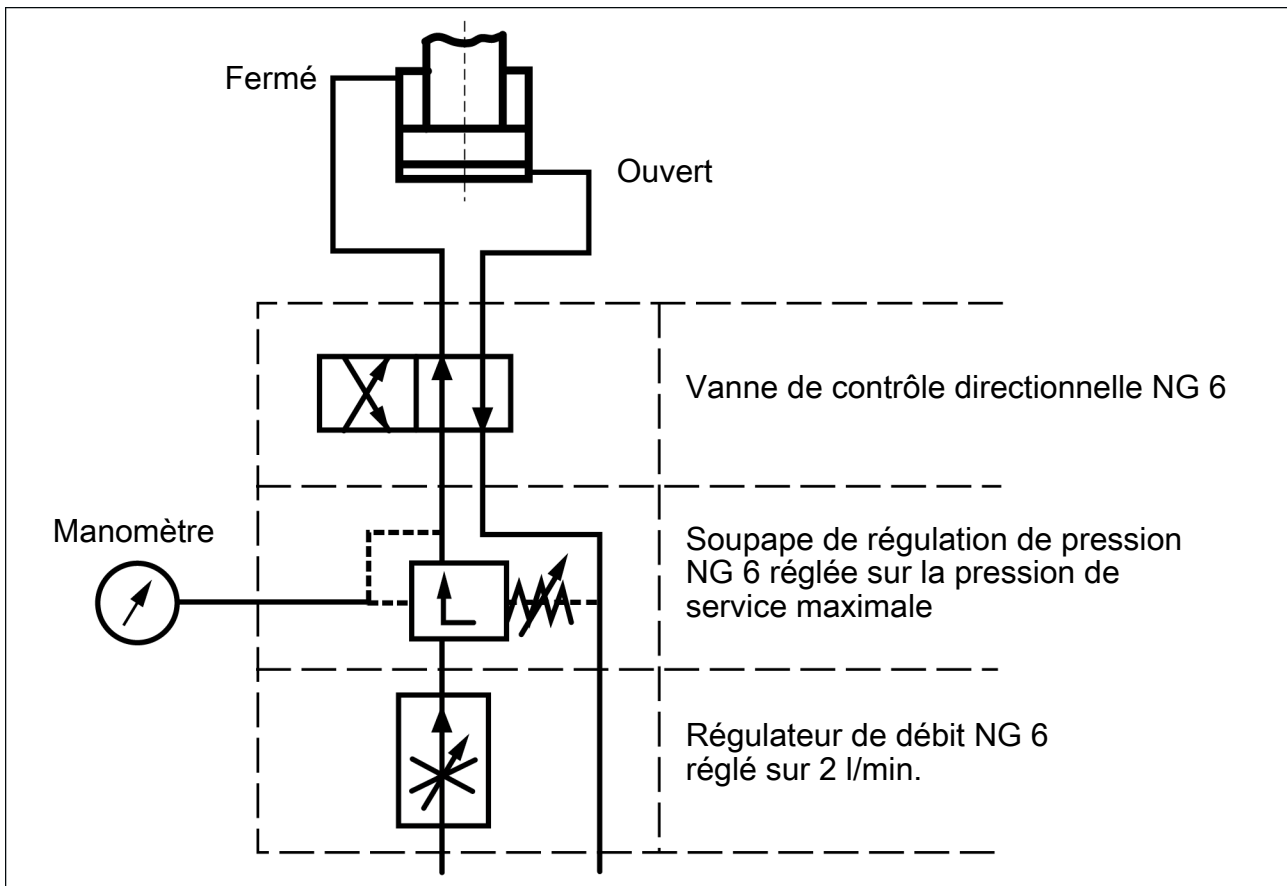 Fermé
Ouvert
Vanne de contrôle directionnelle NG 6
Manomètre
Soupape de régulation de pression
NG 6 réglée sur la pression de
service maximale
Régulateur de débit NG 6
réglé sur 2 l/min.